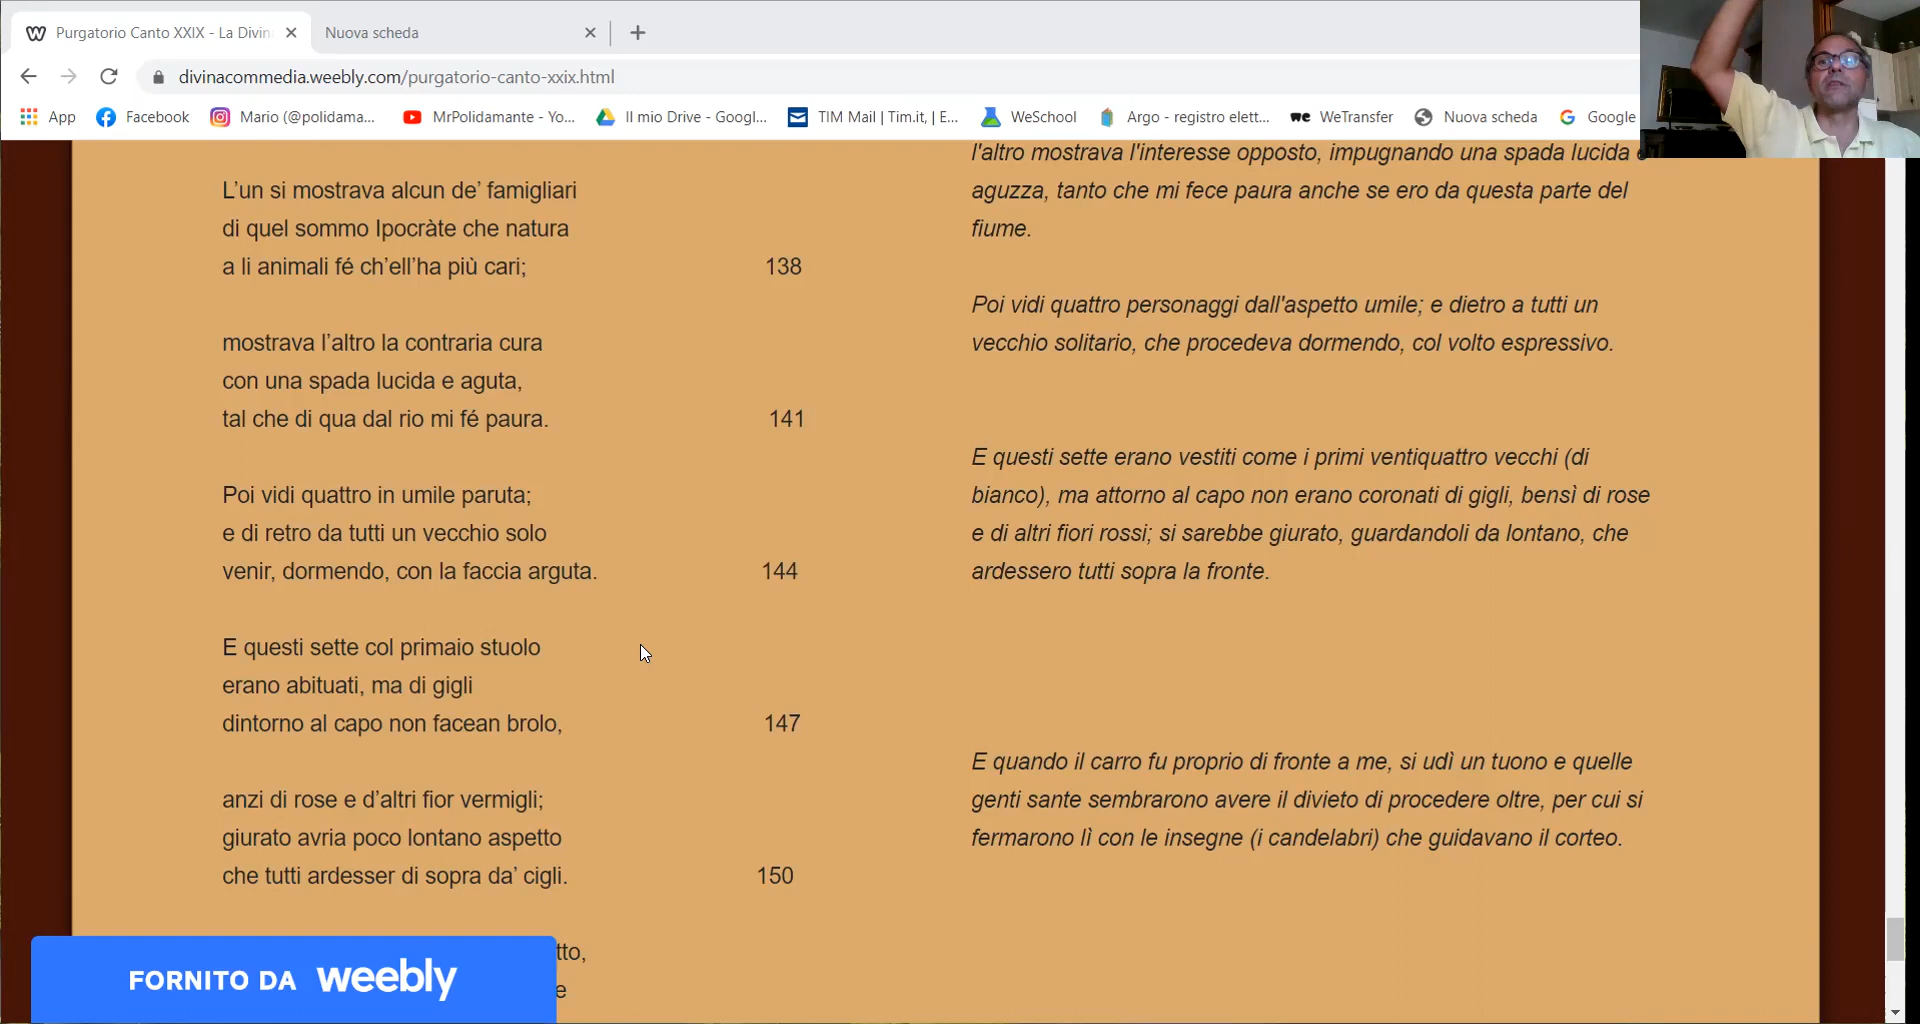 Purgatorio Canto XXIX - La Divin
Nuova scheda
divinacommedia.weebly.com/purgatorio-canto-xxix.html
App
Facebook
Mario (@polidama...
MrPolidamante - Yo...
Il mio Drive - Googl...
TIM Mail | Tim.it, | E...
WeSchool
Argo - registro elett...
WeTransfer
Nuova scheda
Google
L'un si mostrava alcun de' famigliari
di quel sommo Ipocràte che natura
a li animali fé ch'ell'ha più cari;
138
mostrava l'altro la contraria cura
con una spada lucida e aguta,
tal che di qua dal rio mi fé paura.
141
Poi vidi quattro in umile paruta;
e di retro da tutti un vecchio solo
venir, dormendo, con la faccia arguta.
144
E questi sette col primaio stuolo
erano abituati, ma di gigli
dintorno al capo non facean brolo,
147
anzi di rose e d'altri fior vermigli;
giurato avria poco lontano aspetto
che tutti ardesser di sopra da' cigli.
150
tto,
e
l'altro mostrava l'interesse opposto, impugnando una spada lucida e
aguzza, tanto che mi fece paura anche se ero da questa parte del
fiume.
Poi vidi quattro personaggi dall'aspetto umile; e dietro a tutti un
vecchio solitario, che procedeva dormendo, col volto espressivo.
E questi sette erano vestiti come i primi ventiquattro vecchi (di
bianco), ma attorno al capo non erano coronati di gigli, bensì di rose
e di altri fiori rossi; si sarebbe giurato, guardandoli da lontano, che
ardessero tutti sopra la fronte.
E quando il carro fu proprio di fronte a me, si udì un tuono e quelle
genti sante sembrarono avere il divieto di procedere oltre, per cui si
fermarono lì con le insegne (i candelabri) che guidavano il corteo.
FORNITO DA weebly